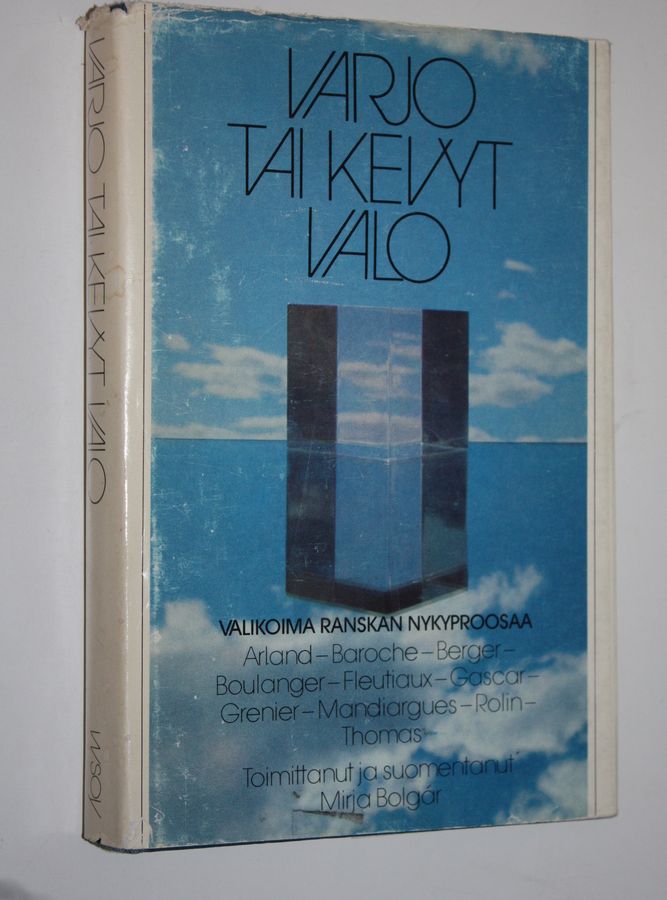 VARJO TAI KEVYT VALO
WSOY
VARJO
TAI KEVYT
VALO
VALIKOIMA RANSKAN NYKYPROOSAA
Arland – Baroche – Berger –
Boulanger – Fleutiaux – Gascar –
Grenier – Mandiargues – Rolin –
Thomas
Toimittanut ja suomentanut
Mirja Bolgár